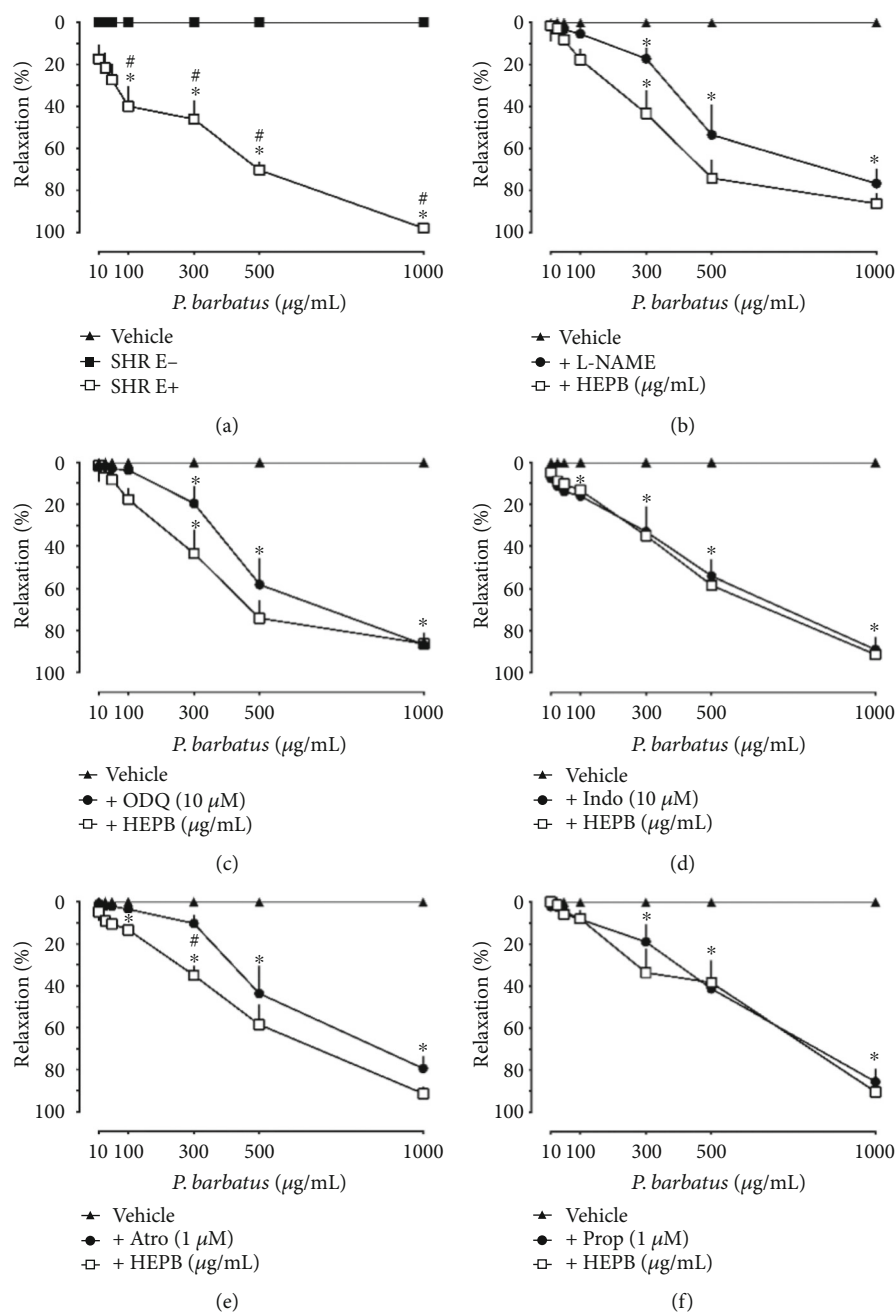 0
20
40
60
80
100
Relaxation (%)
# *
# *
# *
# *
10 100 300 500 1000
P. barbatus (μg/mL)
Vehicle
SHR E−
SHR E+
(a)
0
20
40
60
80
100
Relaxation (%)
*
*
*
*
10 100 300 500 1000
P. barbatus (μg/mL)
Vehicle
+ L-NAME
+ HEPB (μg/mL)
(b)
0
20
40
60
80
100
Relaxation (%)
*
*
*
*
10 100 300 500 1000
P. barbatus (μg/mL)
Vehicle
+ ODQ (10 μM)
+ HEPB (μg/mL)
(c)
0
20
40
60
80
100
Relaxation (%)
*
*
*
*
10 100 300 500 1000
P. barbatus (μg/mL)
Vehicle
+ Indo (10 μM)
+ HEPB (μg/mL)
(d)
0
20
40
60
80
100
Relaxation (%)
*
# *
*
*
10 100 300 500 1000
P. barbatus (μg/mL)
Vehicle
+ Atro (1 μM)
+ HEPB (μg/mL)
(e)
0
20
40
60
80
100
Relaxation (%)
*
*
*
10 100 300 500 1000
P. barbatus (μg/mL)
Vehicle
+ Prop (1 μM)
+ HEPB (μg/mL)
(f)